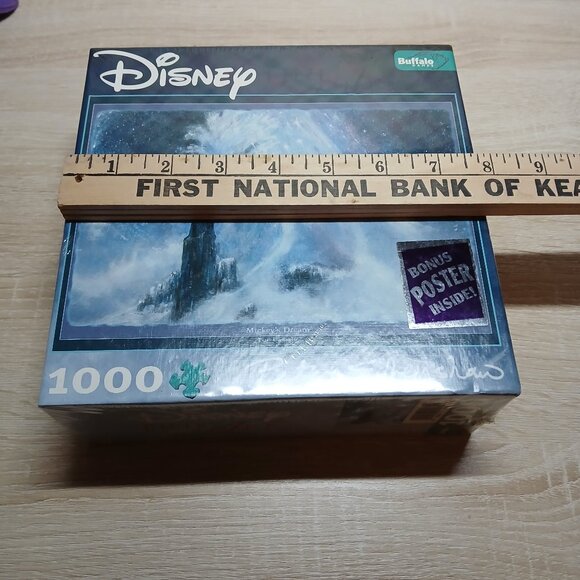 Disney
Buffalo
GAMES
1 2 3 4 5 6 7 8 9
FIRST NATIONAL BANK OF KEA
BONUS
POSTER
INSIDE!
Mickey's Dream
1000